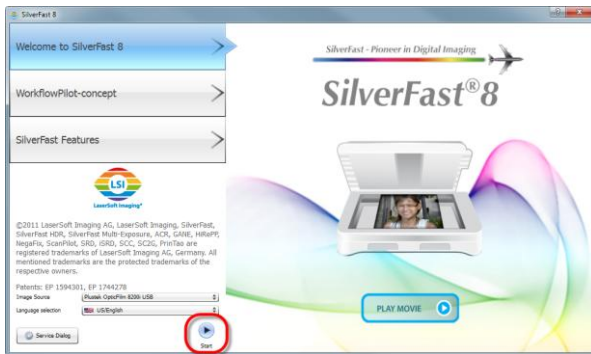 SilverFast 8
Welcome to SilverFast 8
WorkflowPilot-concept
SilverFast Features
LSI
LaserSoft Imaging®
©2011 LaserSoft Imaging AG, LaserSoft Imaging, SilverFast,
SilverFast HDR, SilverFast Multi-Exposure, ACR, GANE, HiRePP,
NegaFix, ScanPilot, SRD, iSRD, SCC, SC2G, PrinTao are
registered trademarks of LaserSoft Imaging AG, Germany. All
mentioned trademarks are the protected trademarks of the
respective owners.
Patents: EP 1594301, EP 1744278
Image Source
Plustek OpticFilm 8200i USB
Language selection
US/English
Service Dialog
Start
SilverFast - Pioneer in Digital Imaging
SilverFast®8
PLAY MOVIE